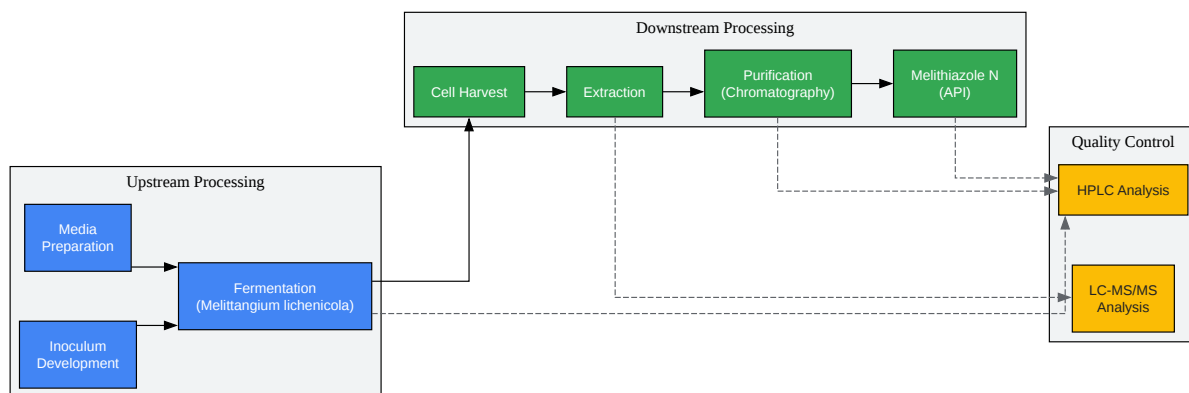 Downstream Processing
Cell Harvest
Extraction
Purification
(Chromatography)
Melithiazole N
(API)
Quality Control
HPLC Analysis
LC-MS/MS
Analysis
Upstream Processing
Media
Preparation
Fermentation
(Melittangium lichenicola)
Inoculum
Development